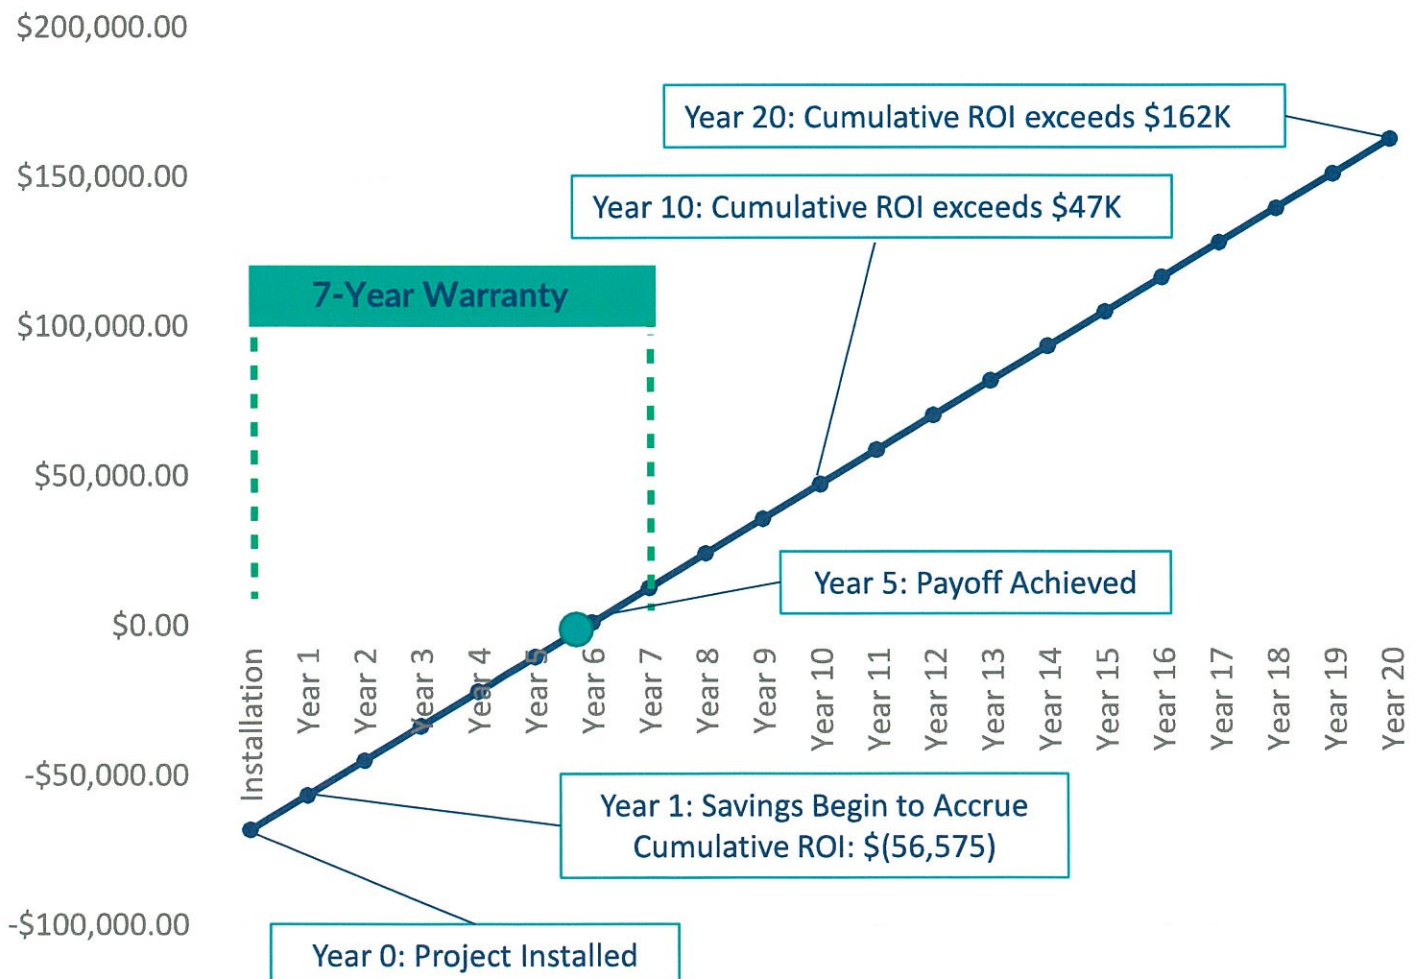 $200,000.00
Year 20: Cumulative ROI exceeds $162K
$150,000.00
Year 10: Cumulative ROI exceeds $47K
7-Year Warranty
$100,000.00
$50,000.00
Year 5: Payoff Achieved
$0.00
Installation
Year 1
Year 2
Year 3
Year 4
Year 5
Year 6
Year 7
Year 8
Year 9
Year 10
Year 11
Year 12
Year 13
Year 14
Year 15
Year 16
Year 17
Year 18
Year 19
Year 20
-$50,000.00
Year 1: Savings Begin to Accrue
Cumulative ROI: $(56,575)
-$100,000.00
Year 0: Project Installed